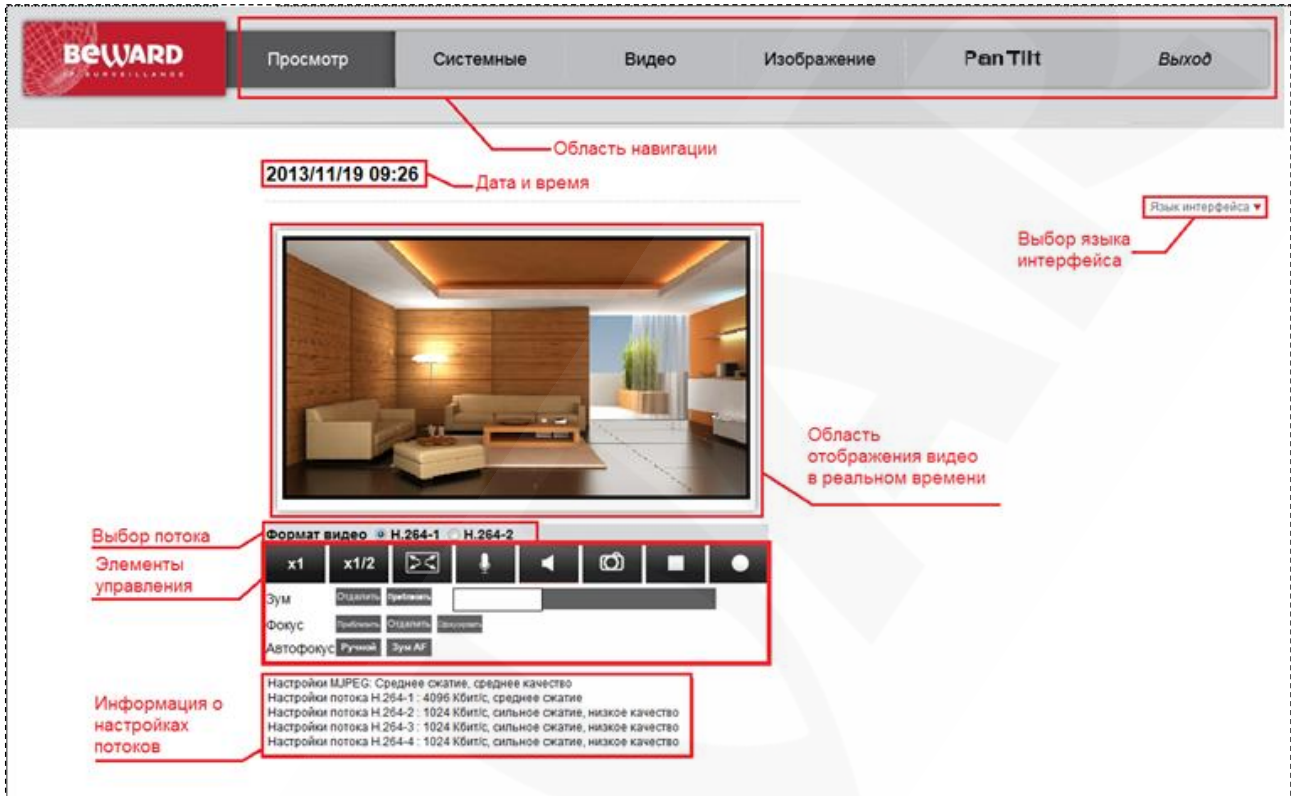 BEWARD
IP SURVEILLANCE
Просмотр
Системные
Видео
Изображение
Pan Tilt
Выход
Область навигации
2013/11/19 09:26
Дата и время
Язык интерфейса
Выбор языка
интерфейса
Область
отображения видео
в реальном времени
Выбор потока
Формат видео H.264-1 H.264-2
Элементы
управления
x1 x1/2
Зум Отдалить Приблизить
Фокус Приблизить Отдалить
Автофокус Ручной Зум AF
Информация о
настройках
потоков
Настройки MJPEG: Среднее сжатие, среднее качество
Настройки потока H.264-1 : 4096 Кбит/с, среднее сжатие
Настройки потока H.264-2 : 1024 Кбит/с, сильное сжатие, низкое качество
Настройки потока H.264-3 : 1024 Кбит/с, сильное сжатие, низкое качество
Настройки потока H.264-4 : 1024 Кбит/с, сильное сжатие, низкое качество